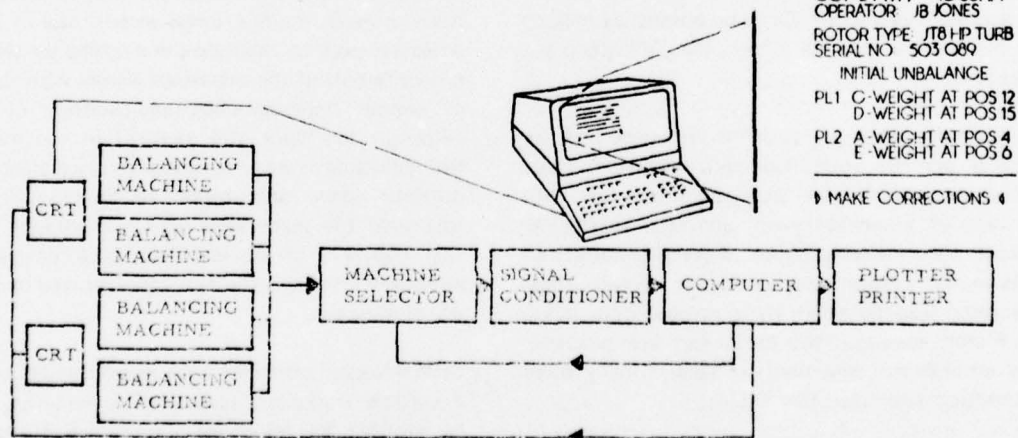 OPERATOR: JB JONES
ROTOR TYPE: JT8 HP TURB
SERIAL NO. 503 089
INITIAL UNBALANCE
PL1 C-WEIGHT AT POS 12
D-WEIGHT AT POS 15
PL2 A-WEIGHT AT POS 4
E-WEIGHT AT POS 6
MAKE CORRECTIONS
BALANCING
MACHINE
CRT
BALANCING
MACHINE
BALANCING
MACHINE
CRT
BALANCING
MACHINE
MACHINE
SELECTOR
SIGNAL
CONDITIONER
COMPUTER
PLOTTER
PRINTER